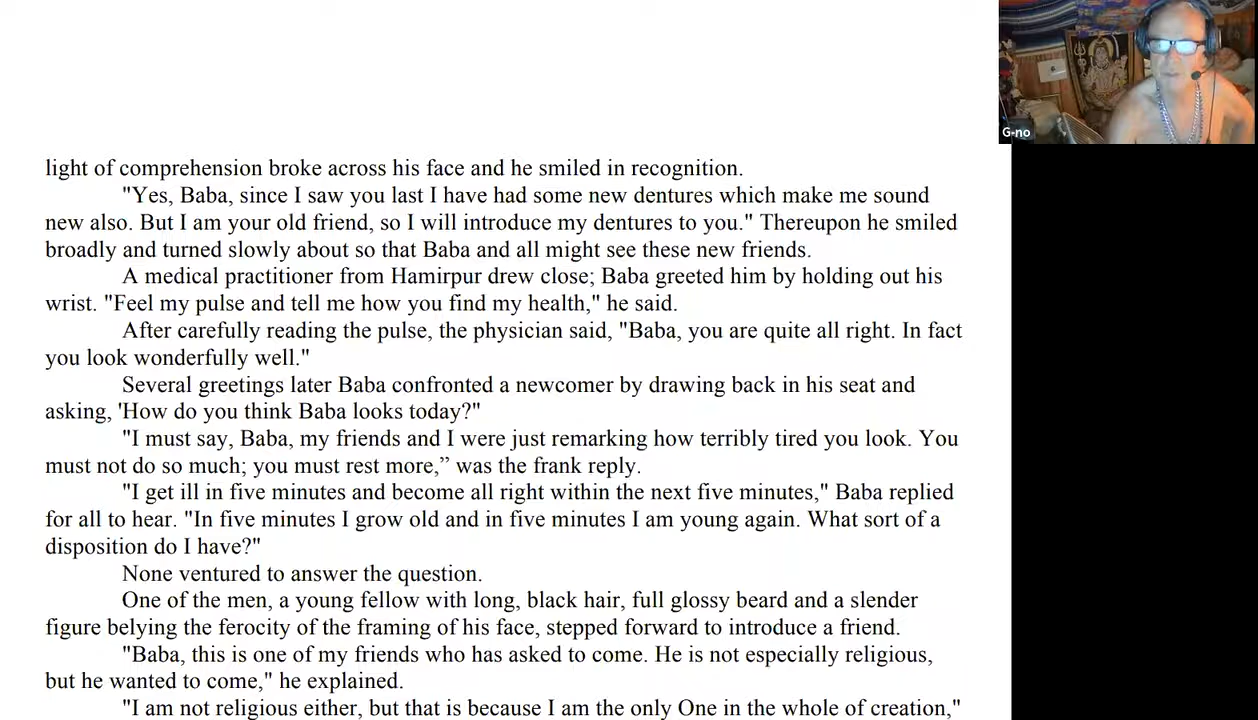 light of comprehension broke across his face and he smiled in recognition.
"Yes, Baba, since I saw you last I have had some new dentures which make me sound
new also. But I am your old friend, so I will introduce my dentures to you." Thereupon he smiled
broadly and turned slowly about so that Baba and all might see these new friends.
A medical practitioner from Hamirpur drew close; Baba greeted him by holding out his
wrist. "Feel my pulse and tell me how you find my health," he said.
After carefully reading the pulse, the physician said, "Baba, you are quite all right. In fact
you look wonderfully well."
Several greetings later Baba confronted a newcomer by drawing back in his seat and
asking, 'How do you think Baba looks today?"
"I must say, Baba, my friends and I were just remarking how terribly tired you look. You
must not do so much; you must rest more,” was the frank reply.
"I get ill in five minutes and become all right within the next five minutes," Baba replied
for all to hear. "In five minutes I grow old and in five minutes I am young again. What sort of a
disposition do I have?"
None ventured to answer the question.
One of the men, a young fellow with long, black hair, full glossy beard and a slender
figure belying the ferocity of the framing of his face, stepped forward to introduce a friend.
"Baba, this is one of my friends who has asked to come. He is not especially religious,
but he wanted to come," he explained.
"I am not religious either, but that is because I am the only One in the whole of creation,"
G-no